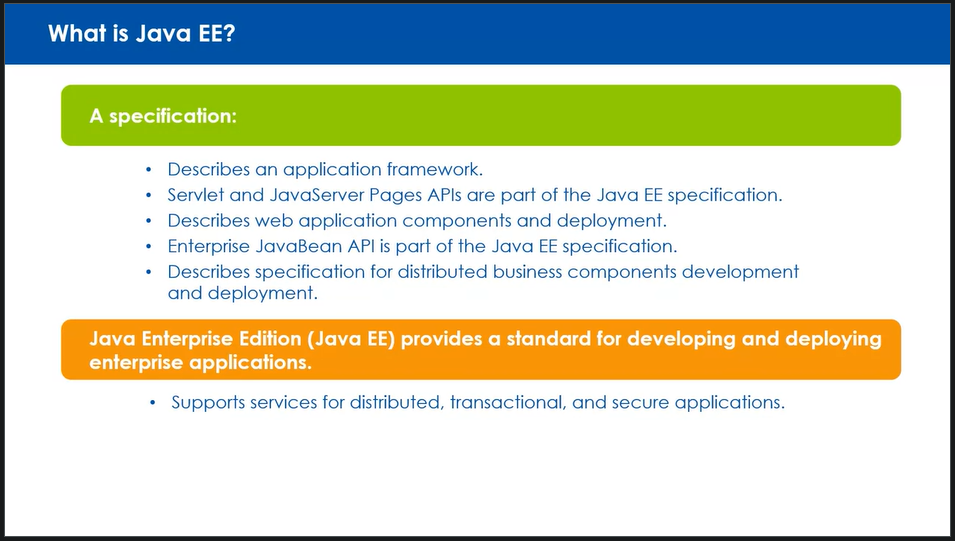 What is Java EE?
A specification:
• Describes an application framework.
• Servlet and JavaServer Pages APIs are part of the Java EE specification.
• Describes web application components and deployment.
• Enterprise JavaBean API is part of the Java EE specification.
• Describes specification for distributed business components development
and deployment.
Java Enterprise Edition (Java EE) provides a standard for developing and deploying
enterprise applications.
• Supports services for distributed, transactional, and secure applications.